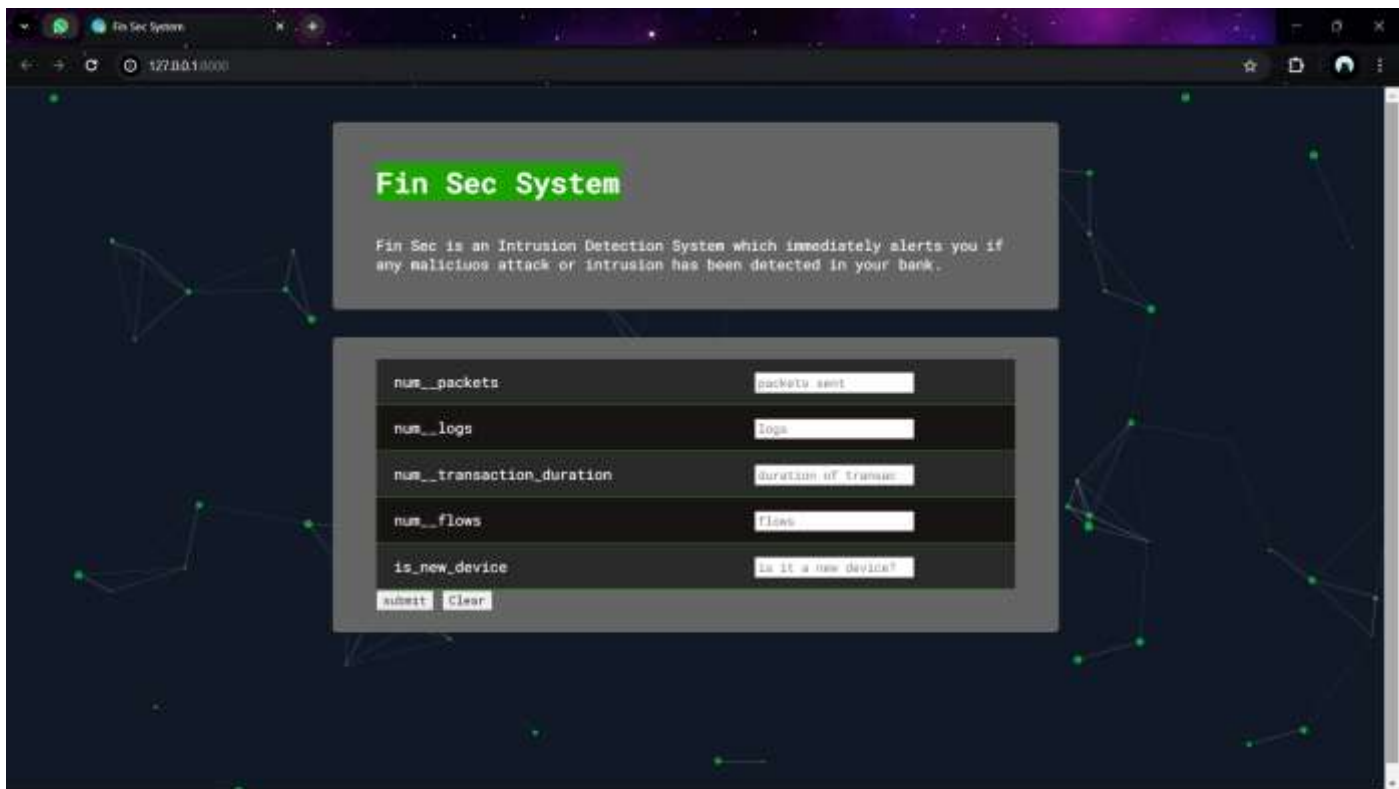 Fin Sec System
127.0.0.1:8000
Fin Sec System
Fin Sec is an Intrusion Detection System which immediately alerts you if
any maliciuos attack or intrusion has been detected in your bank.
num__packets packets sent
num__logs logs
num__transaction_duration duration of transac
num__flows flows
is_new_device is it a new device?
submit Clear